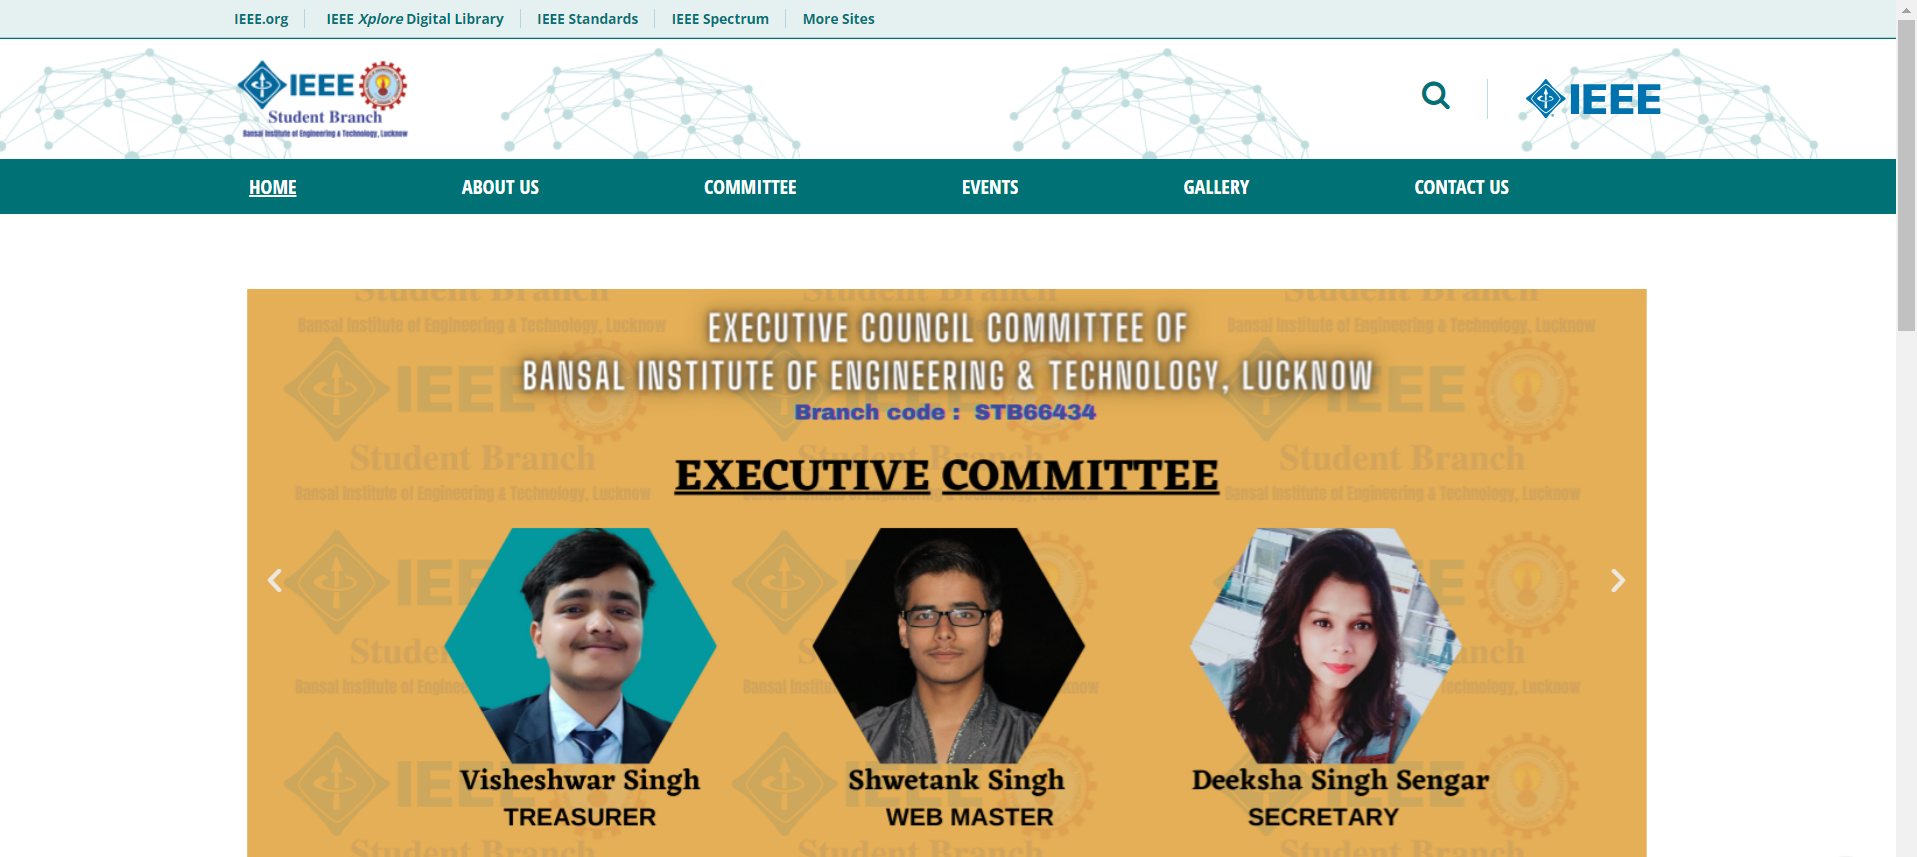 IEEE.org
IEEE Xplore Digital Library
IEEE Standards
IEEE Spectrum
More Sites
IEEE
Student Branch
Bansal Institute of Engineering & Technology, Lucknow
IEEE
HOME
ABOUT US
COMMITTEE
EVENTS
GALLERY
CONTACT US
EXECUTIVE COUNCIL COMMITTEE OF
BANSAL INSTITUTE OF ENGINEERING & TECHNOLOGY, LUCKNOW
Branch code : STB66434
EXECUTIVE COMMITTEE
Visheshwar Singh
TREASURER
Shwetank Singh
WEB MASTER
Deeksha Singh Sengar
SECRETARY